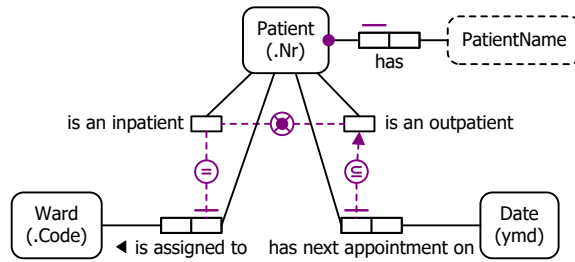 Patient
(.Nr)
PatientName
has
is an inpatient
is an outpatient
=
⊆
Ward
(.Code)
Date
(ymd)
◄ is assigned to
has next appointment on